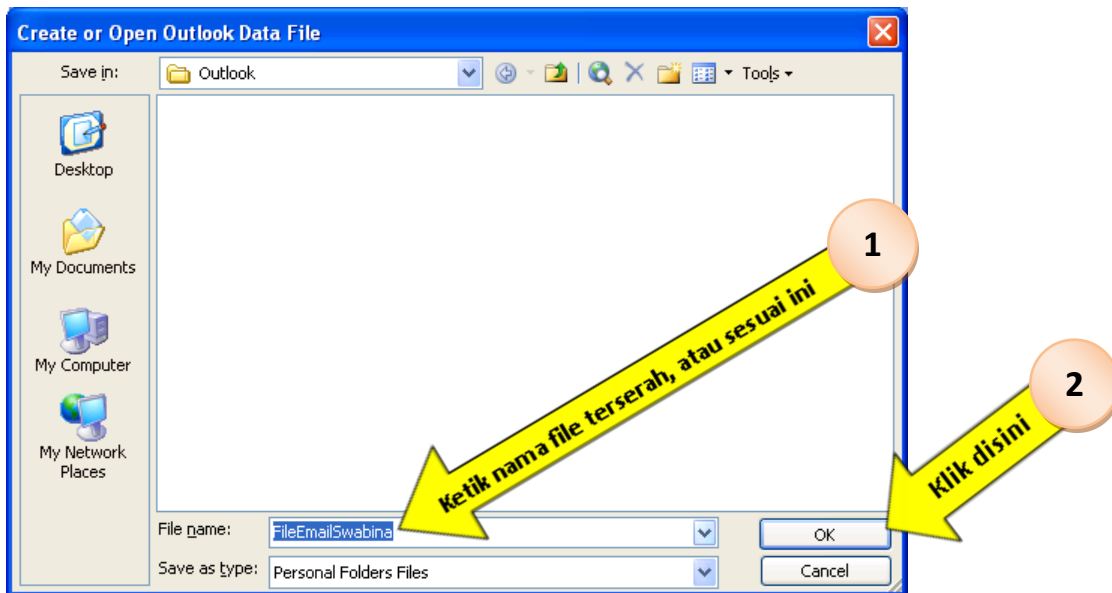 Create or Open Outlook Data File
Save in:
Outlook
Tools
Desktop
My Documents
My Computer
My Network
Places
1
Ketik nama file terserah, atau sesuai ini
2
Klik disini
File name:
FileEmailSwabina
OK
Save as type:
Personal Folders Files
Cancel